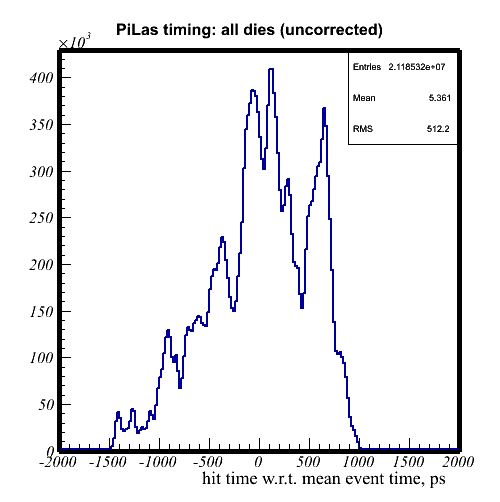 PiLas timing: all dies (uncorrected)
×10³
Entries 2.118532e+07
Mean 5.361
RMS 512.2
400
350
300
250
200
150
100
50
0
-2000 -1500 -1000 -500 0 500 1000 1500 2000
hit time w.r.t. mean event time, ps